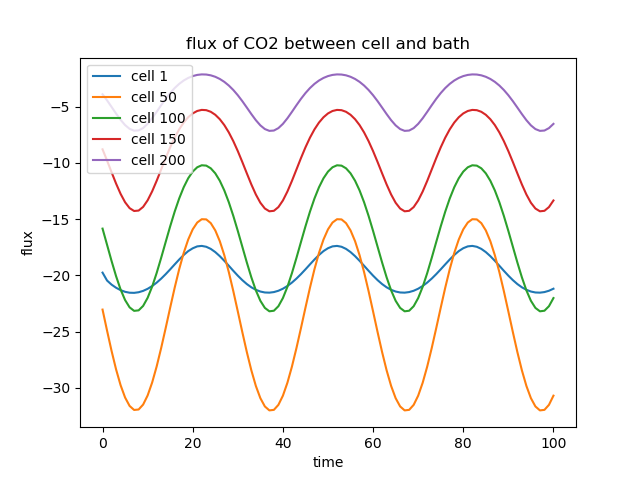 flux of CO2 between cell and bath
cell 1
cell 50
cell 100
cell 150
cell 200
−5
−10
−15
−20
−25
−30
flux
0 20 40 60 80 100
time